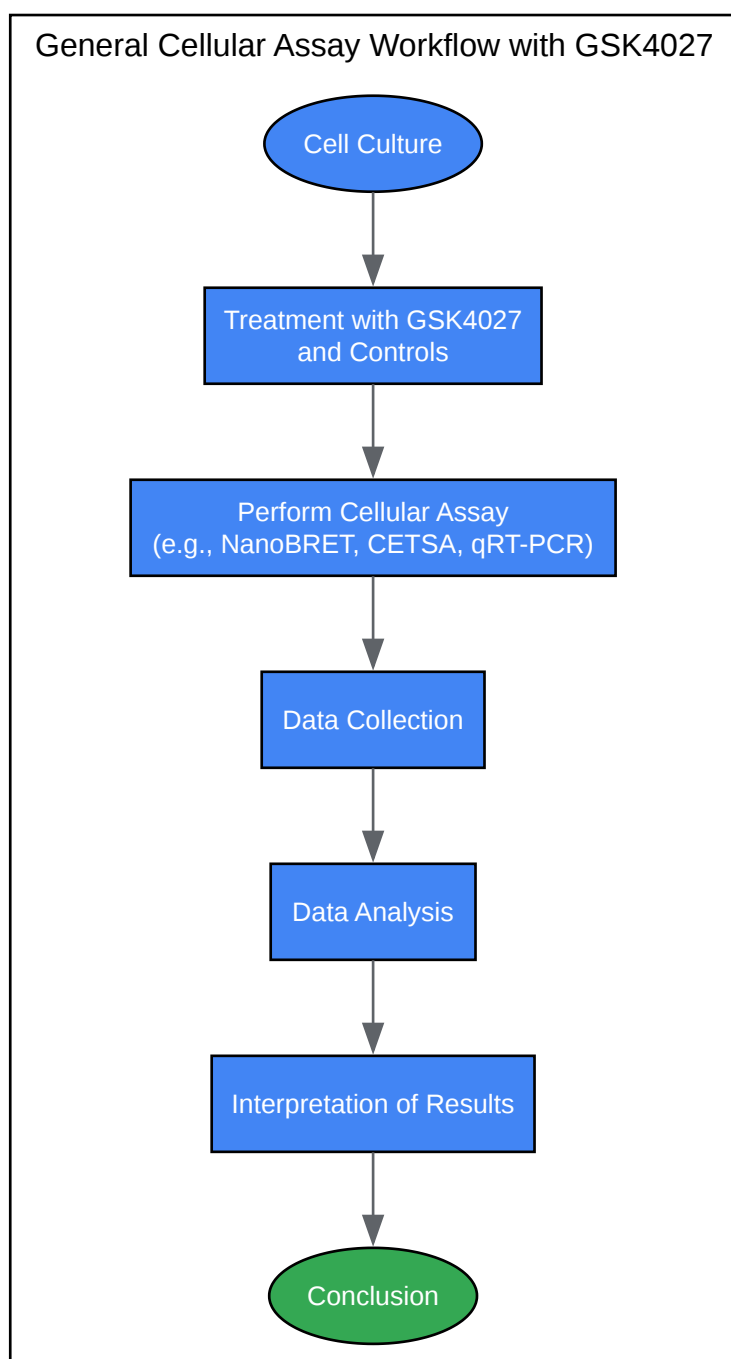 General Cellular Assay Workflow with GSK4027
Cell Culture
Treatment with GSK4027
and Controls
Perform Cellular Assay
(e.g., NanoBRET, CETSA, qRT-PCR)
Data Collection
Data Analysis
Interpretation of Results
Conclusion